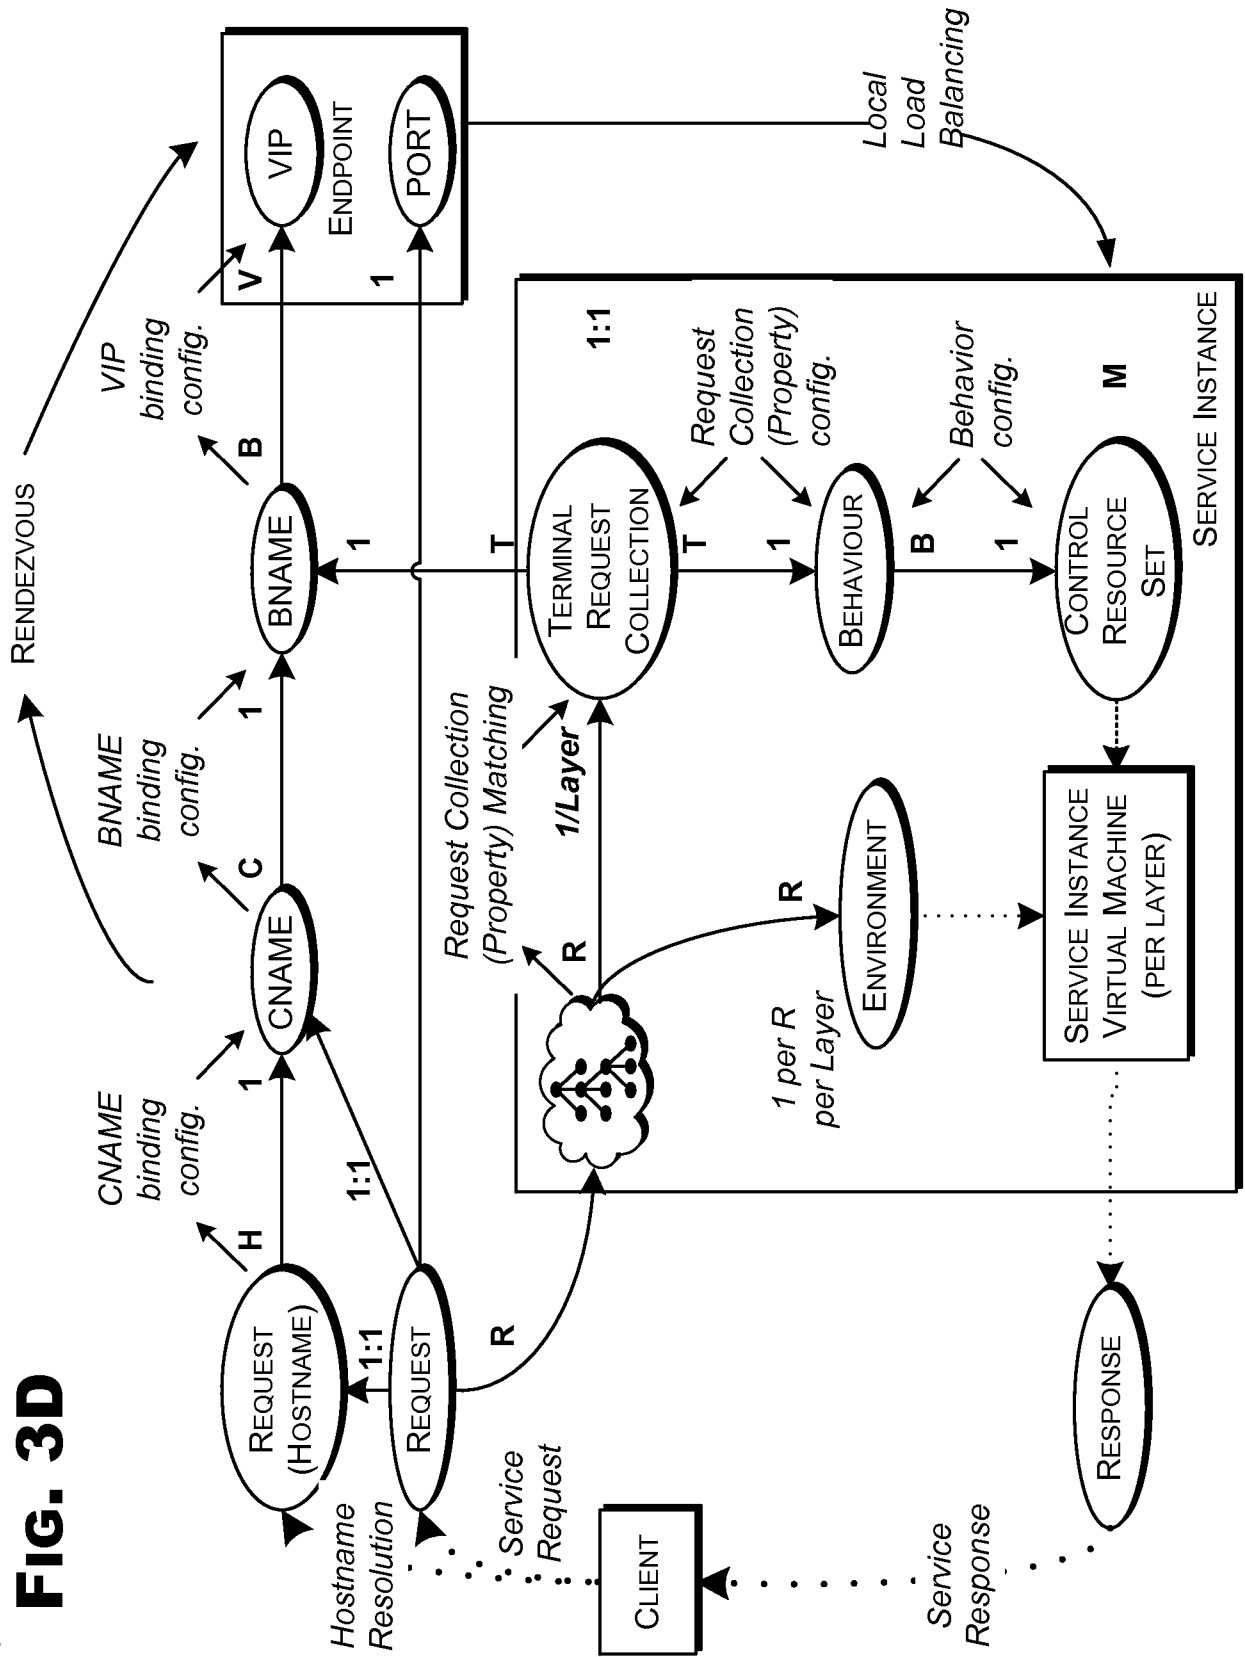 FIG. 3D
RENDEZVOUS
CNAME
binding
config.
BNAME
binding
config.
VIP
binding
config.
REQUEST
(HOSTNAME)
H
1
CNAME
C
1
BNAME
B
V
VIP
ENDPOINT
PORT
1:1
1:1
REQUEST
1
Hostname
Resolution
Service
Request
R
Request Collection
(Property) Matching
R
1/Layer
1
T
TERMINAL
REQUEST
COLLECTION
1:1
T
1
Request
Collection
(Property)
config.
BEHAVIOUR
B
1
Behavior
config.
CONTROL
RESOURCE
SET
M
SERVICE INSTANCE
Local
Load
Balancing
R
1 per R
per Layer
ENVIRONMENT
SERVICE INSTANCE
VIRTUAL MACHINE
(PER LAYER)
CLIENT
Service
Response
RESPONSE